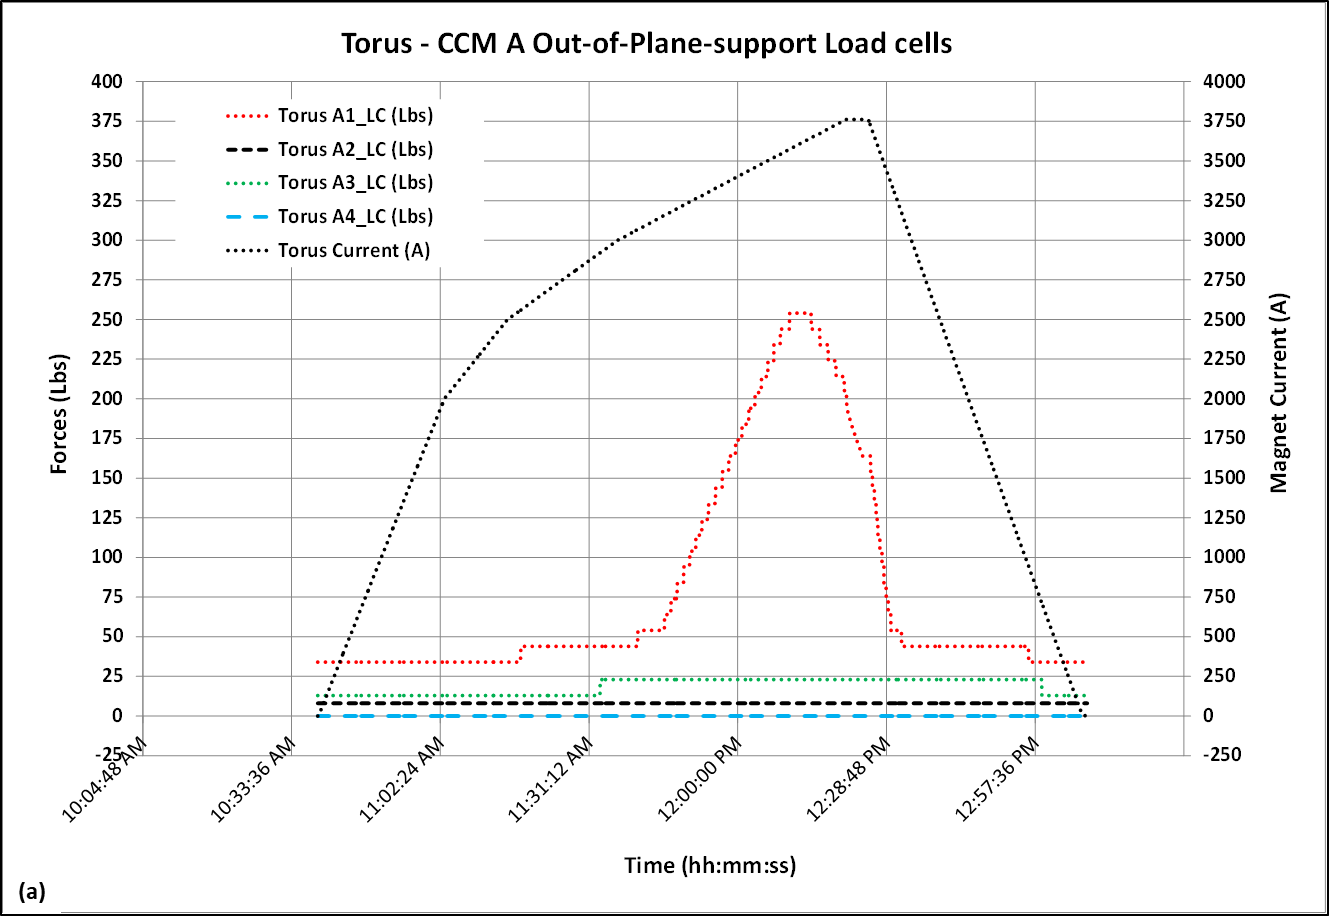 Torus - CCM A Out-of-Plane-support Load cells
Torus A1_LC (Lbs)
Torus A2_LC (Lbs)
Torus A3_LC (Lbs)
Torus A4_LC (Lbs)
Torus Current (A)
400
375
350
325
300
275
250
225
200
175
150
125
100
75
50
25
0
-25
Forces (Lbs)
4000
3750
3500
3250
3000
2750
2500
2250
2000
1750
1500
1250
1000
750
500
250
0
-250
Magnet Current (A)
10:04:48 AM
10:33:36 AM
11:02:24 AM
11:31:12 AM
12:00:00 PM
12:28:48 PM
12:57:36 PM
Time (hh:mm:ss)
(a)